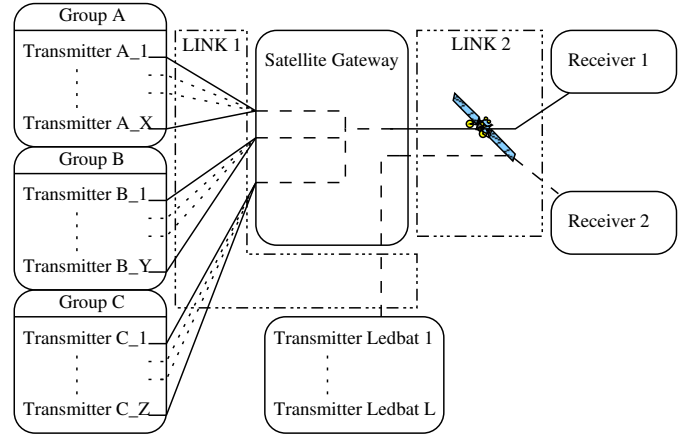 Group A
Transmitter A_1
Transmitter A_X
Group B
Transmitter B_1
Transmitter B_Y
Group C
Transmitter C_1
Transmitter C_Z
LINK 1
Satellite Gateway
LINK 2
Receiver 1
Receiver 2
Transmitter Ledbat 1
Transmitter Ledbat L